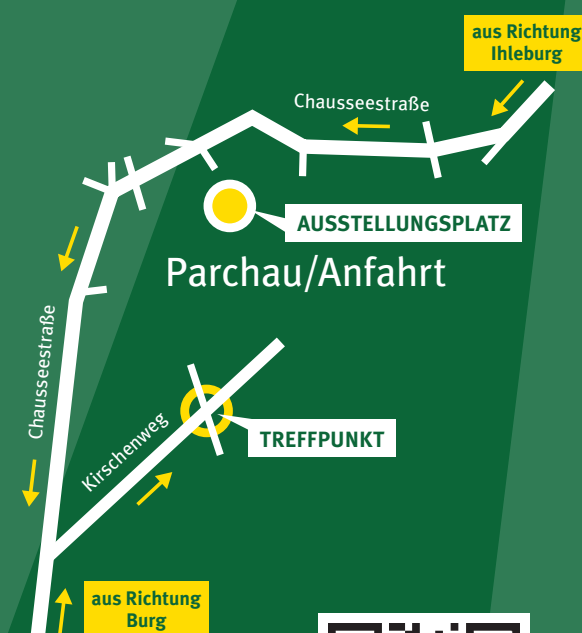 aus Richtung
Ihleburg
Chausseestraße
AUSSTELLUNGSPLATZ
Parchau/Anfahrt
Chausseestraße
Kirschenweg
TREFFPUNKT
aus Richtung
Burg